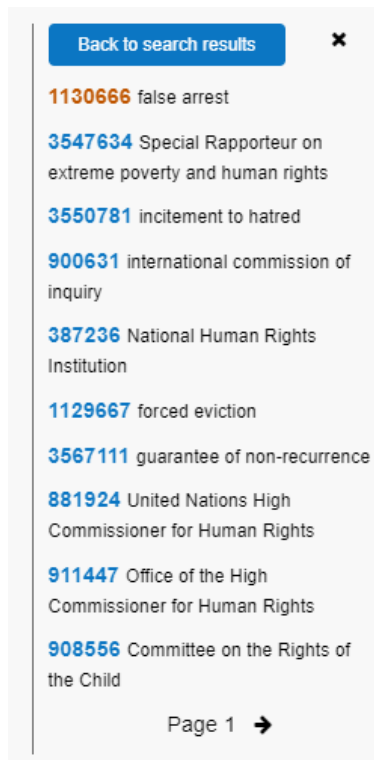 Back to search results
1130666 false arrest
3547634 Special Rapporteur on
extreme poverty and human rights
3550781 incitement to hatred
900631 international commission of
inquiry
387236 National Human Rights
Institution
1129667 forced eviction
3567111 guarantee of non-recurrence
881924 United Nations High
Commissioner for Human Rights
911447 Office of the High
Commissioner for Human Rights
908556 Committee on the Rights of
the Child
Page 1